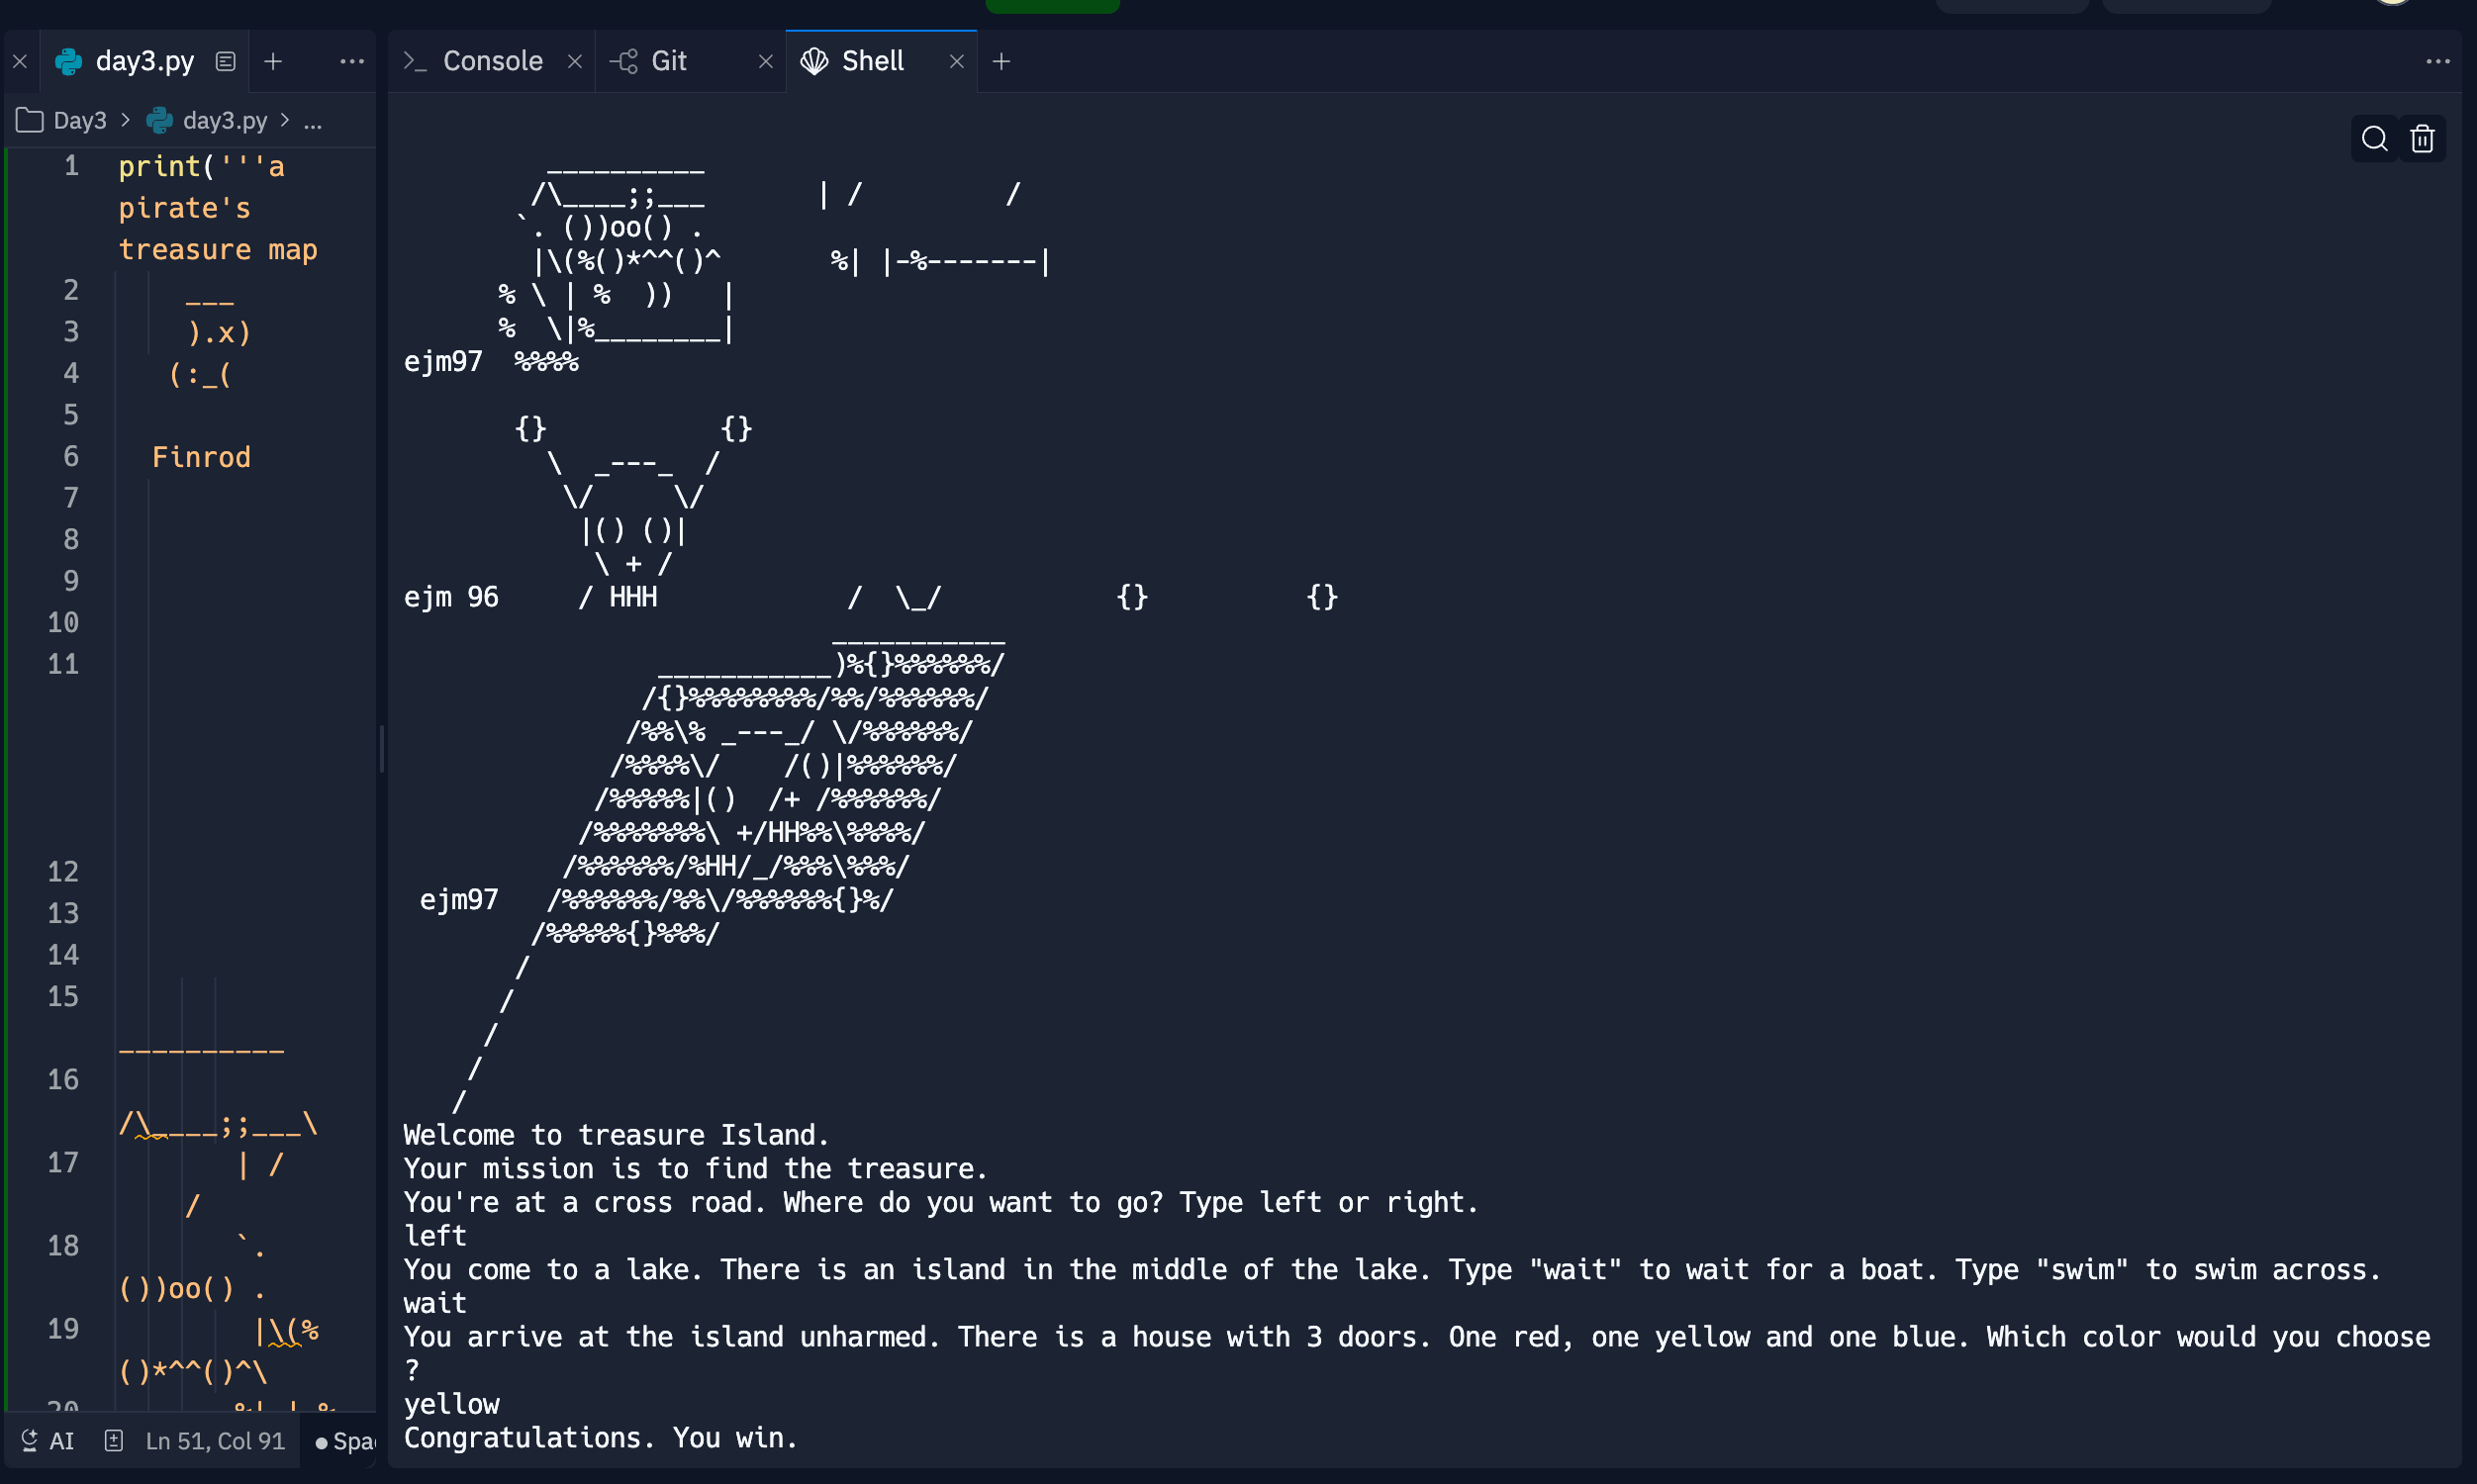 day3.py
Console
Git
Shell
Day3 > day3.py > ...
1 print('''a
pirate's
treasure map
2     ___
3     ).x)
4    (:_(
5
6   Finrod
7
8
9
10
11
12
13
14
15
__________
16
/\____;;___\
17        | /
    /
18        `.
())oo() .
19         |\(%
()*^^()^\
20       %| | %
AI Ln 51, Col 91 Spa
         __________
        /\____;;___       | /         /
       `. ())oo() .
        |\(%()*^^()^       %| |-%-------|
      % \ | %  ))   |
      %  \|%________|
ejm97  %%%%
       {}           {}
         \  _---_  /
          \/     \/
           |() ()|
            \ + /
ejm 96     / HHH            /  \_/           {}          {}
                           ___________
                ___________)%{}%%%%%%/
               /{}%%%%%%%%/%%/%%%%%%/
              /%%\% _---_/ \/%%%%%%/
             /%%%%\/    /()|%%%%%%/
            /%%%%%|()  /+ /%%%%%%/
           /%%%%%%%\ +/HH%%\%%%%/
          /%%%%%%/%HH/_/%%%\%%%/
 ejm97   /%%%%%%/%%\/%%%%%%{}%/
        /%%%%%{}%%%/
       /
      /
     /
    /
   /
Welcome to treasure Island.
Your mission is to find the treasure.
You're at a cross road. Where do you want to go? Type left or right.
left
You come to a lake. There is an island in the middle of the lake. Type "wait" to wait for a boat. Type "swim" to swim across.
wait
You arrive at the island unharmed. There is a house with 3 doors. One red, one yellow and one blue. Which color would you choose
?
yellow
Congratulations. You win.